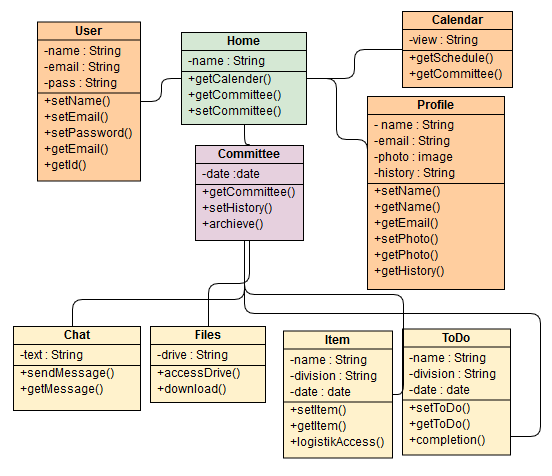 User
-name : String
-email : String
-pass : String
+setName()
+setEmail()
+setPassword()
+getEmail()
+getId()
Home
-name : String
+getCalender()
+getCommittee()
+setCommittee()
Calendar
-view : String
+getSchedule()
+getCommittee()
Profile
- name : String
-email : String
-photo : image
-history : String
+setName()
+getName()
+getEmail()
+setPhoto()
+getPhoto()
+getHistory()
Committee
-date :date
+getCommittee()
+setHistory()
+archieve()
Chat
-text : String
+sendMessage()
+getMessage()
Files
-drive : String
+accessDrive()
+download()
Item
-name : String
-division : String
-date : date
+setItem()
+getItem()
+logistikAccess()
ToDo
-name : String
-division : String
-date : date
+setToDo()
+getToDo()
+completion()